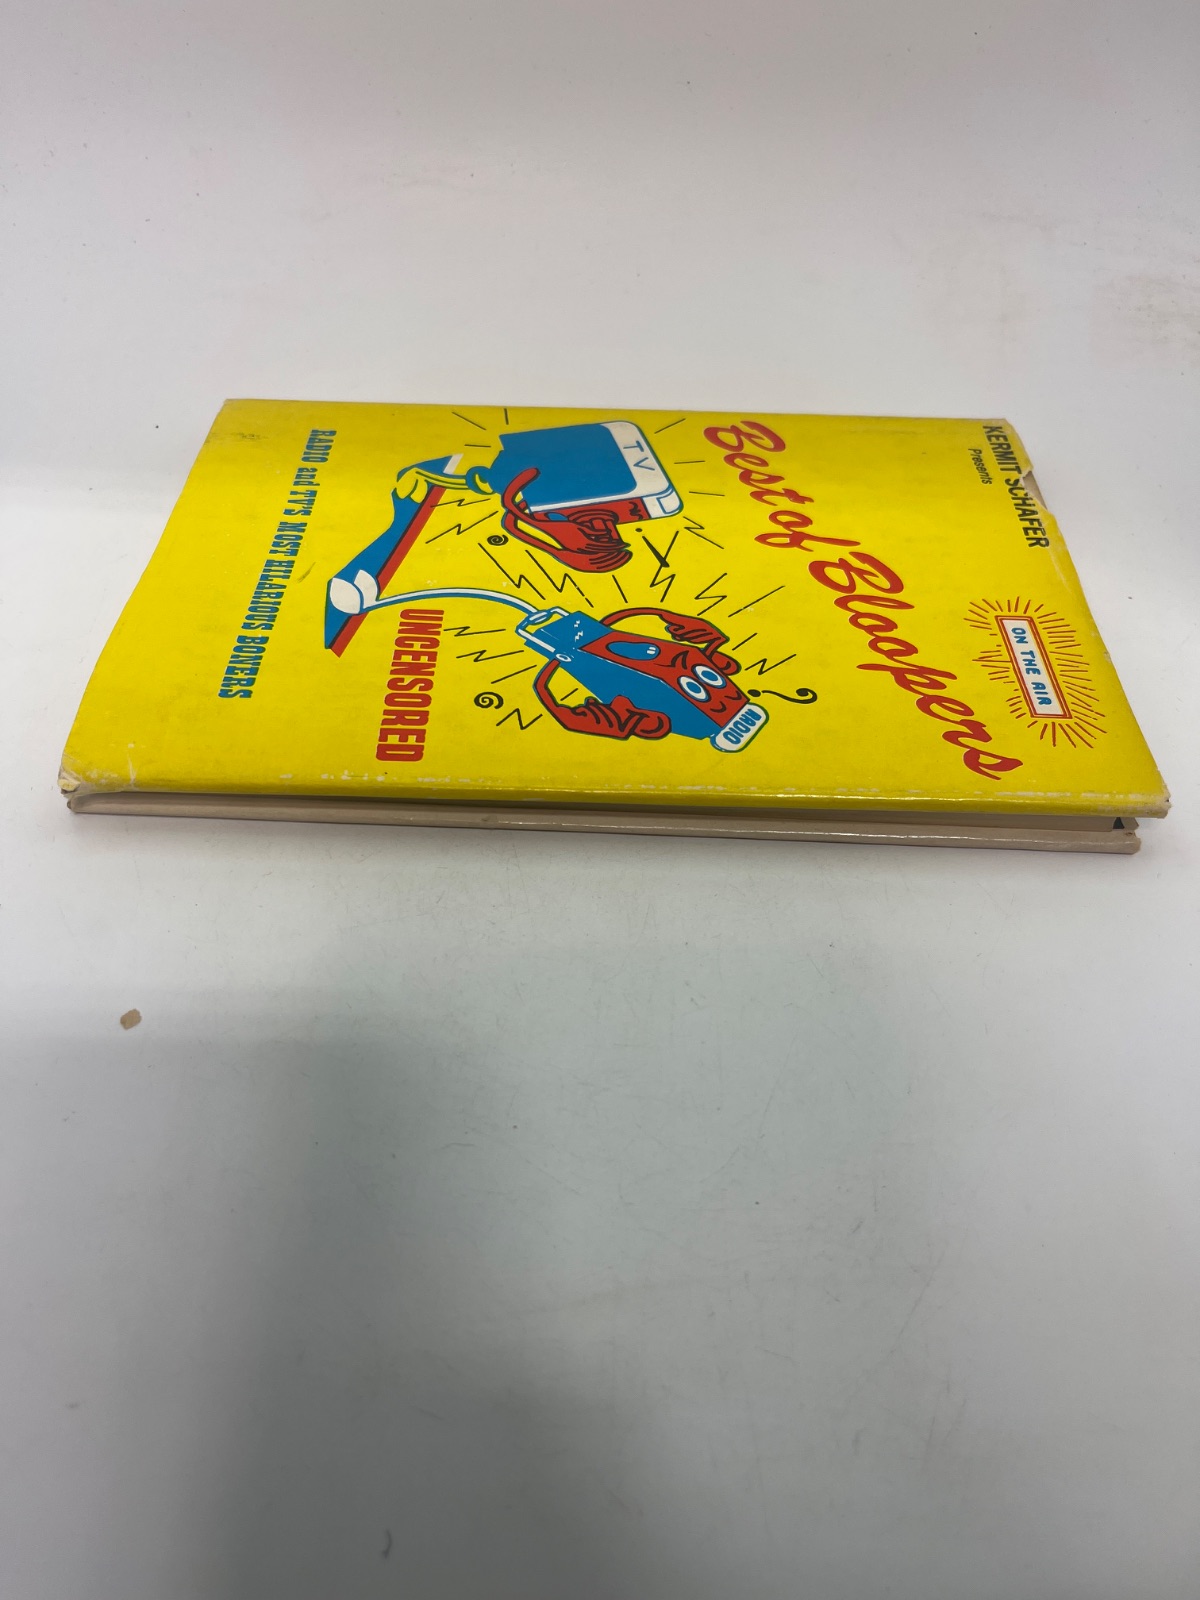 KERMIT SCHAFER
Presents
ON THE AIR
Best of Bloopers
TV
RADIO
UNCENSORED
RADIO and TV'S MOST HILARIOUS BONERS